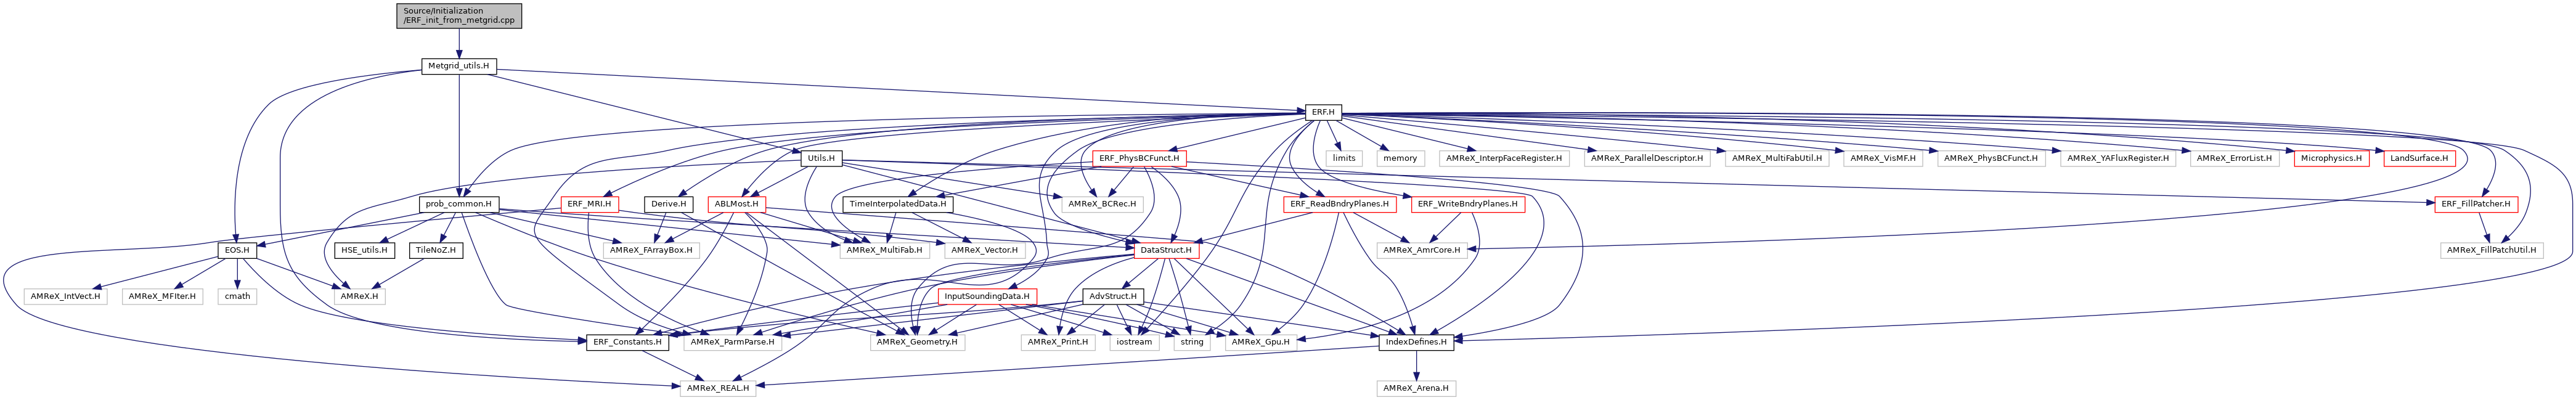 Source/Initialization
/ERF_init_from_metgrid.cpp
Metgrid_utils.H
ERF.H
Utils.H
ERF_PhysBCFunct.H
limits
memory
AMReX_InterpFaceRegister.H
AMReX_ParallelDescriptor.H
AMReX_MultiFabUtil.H
AMReX_VisMF.H
AMReX_PhysBCFunct.H
AMReX_YAFluxRegister.H
AMReX_ErrorList.H
Microphysics.H
LandSurface.H
prob_common.H
ERF_MRI.H
Derive.H
ABLMost.H
TimeInterpolatedData.H
AMReX_BCRec.H
ERF_ReadBndryPlanes.H
ERF_WriteBndryPlanes.H
ERF_FillPatcher.H
EOS.H
HSE_utils.H
TileNoZ.H
AMReX_FArrayBox.H
AMReX_MultiFab.H
AMReX_Vector.H
DataStruct.H
AMReX_AmrCore.H
AMReX_FillPatchUtil.H
AMReX_IntVect.H
AMReX_MFIter.H
cmath
AMReX.H
InputSoundingData.H
AdvStruct.H
ERF_Constants.H
AMReX_ParmParse.H
AMReX_Geometry.H
AMReX_Print.H
iostream
string
AMReX_Gpu.H
IndexDefines.H
AMReX_REAL.H
AMReX_Arena.H